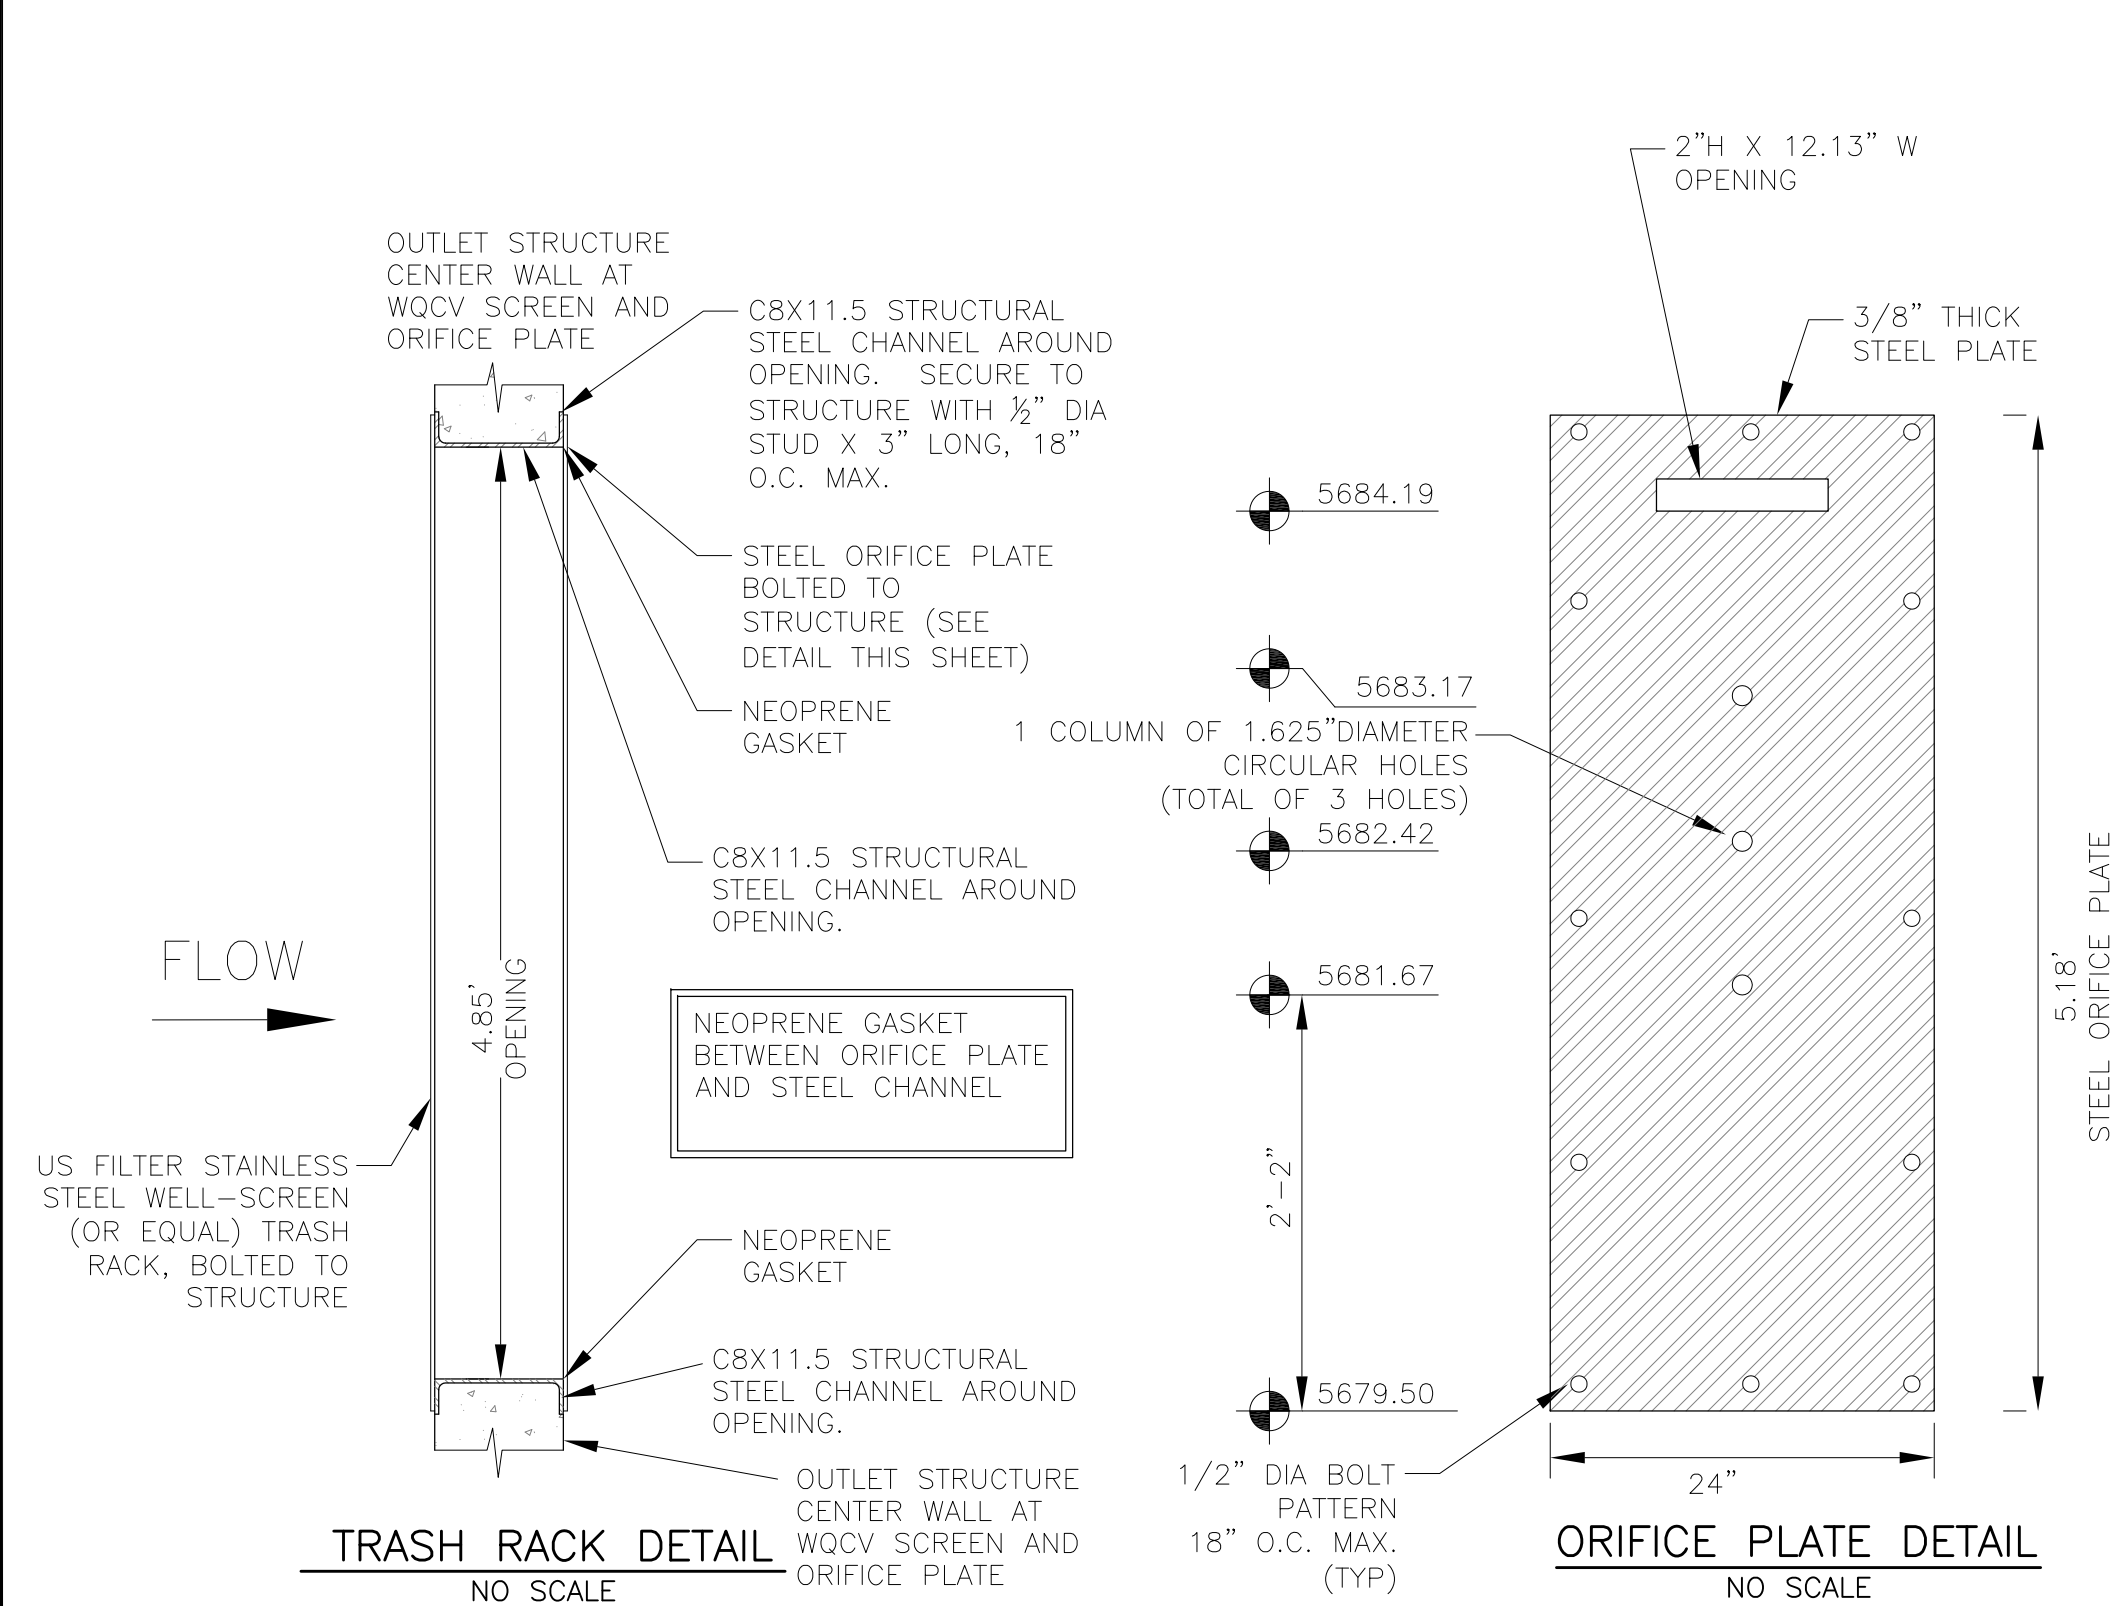 OUTLET STRUCTURE
CENTER WALL AT
WQCV SCREEN AND
ORIFICE PLATE
C8X11.5 STRUCTURAL
STEEL CHANNEL AROUND
OPENING. SECURE TO
STRUCTURE WITH ½" DIA
STUD X 3" LONG, 18"
O.C. MAX.
STEEL ORIFICE PLATE
BOLTED TO
STRUCTURE (SEE
DETAIL THIS SHEET)
NEOPRENE
GASKET
C8X11.5 STRUCTURAL
STEEL CHANNEL AROUND
OPENING.
FLOW
4.85'
OPENING
NEOPRENE GASKET
BETWEEN ORIFICE PLATE
AND STEEL CHANNEL
US FILTER STAINLESS
STEEL WELL-SCREEN
(OR EQUAL) TRASH
RACK, BOLTED TO
STRUCTURE
NEOPRENE
GASKET
C8X11.5 STRUCTURAL
STEEL CHANNEL AROUND
OPENING.
OUTLET STRUCTURE
CENTER WALL AT
WQCV SCREEN AND
ORIFICE PLATE
TRASH RACK DETAIL
NO SCALE
2"H X 12.13" W
OPENING
3/8" THICK
STEEL PLATE
5684.19
5683.17
1 COLUMN OF 1.625"DIAMETER
CIRCULAR HOLES
(TOTAL OF 3 HOLES)
5682.42
5681.67
2'-2"
5679.50
5.18'
STEEL ORIFICE PLATE
1/2" DIA BOLT
PATTERN
18" O.C. MAX.
(TYP)
24"
ORIFICE PLATE DETAIL
NO SCALE